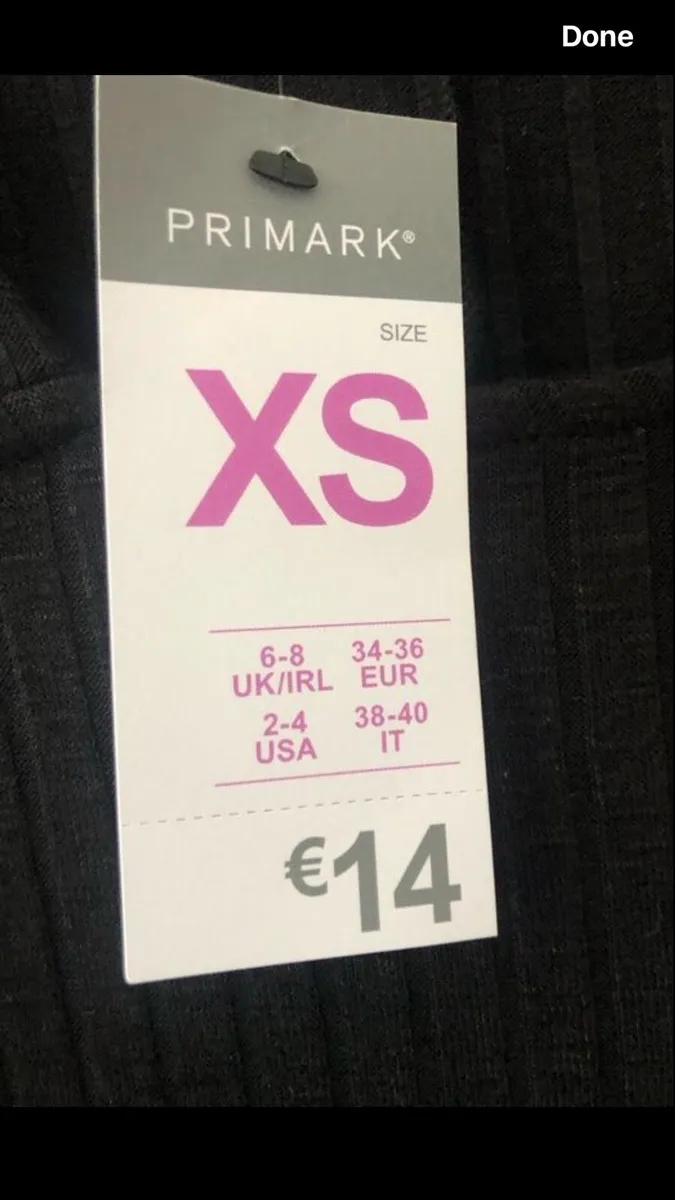 Done
PRIMARK®
SIZE
XS
6-8 34-36
UK/IRL EUR
2-4 38-40
USA IT
€14